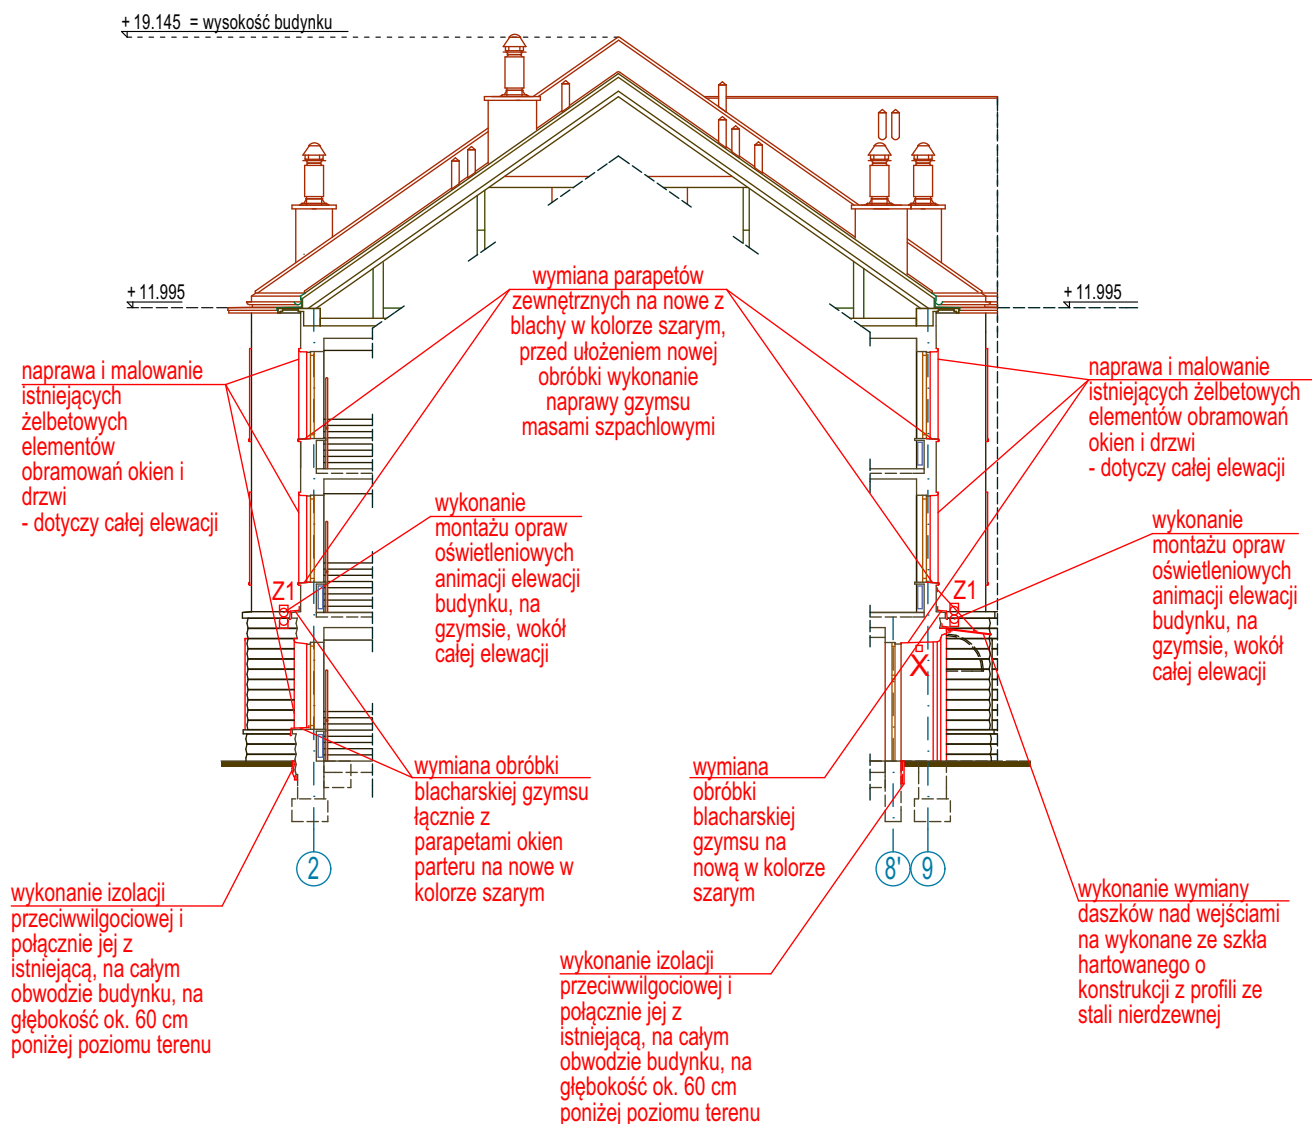 + 19.145 = wysokość budynku
+ 11.995
+ 11.995
wymiana parapetów
zewnętrznych na nowe z
blachy w kolorze szarym,
przed ułożeniem nowej
obróbki wykonanie
naprawy gzymsu
masami szpachlowymi
naprawa i malowanie
istniejących
żelbetowych
elementów
obramowań okien i
drzwi
- dotyczy całej elewacji
naprawa i malowanie
istniejących żelbetowych
elementów obramowań
okien i drzwi
- dotyczy całej elewacji
wykonanie
montażu opraw
oświetleniowych
animacji elewacji
budynku, na
gzymsie, wokół
całej elewacji
wykonanie
montażu opraw
oświetleniowych
animacji elewacji
budynku, na
gzymsie, wokół
całej elewacji
Z1
Z1
X
wymiana obróbki
blacharskiej gzymsu
łącznie z
parapetami okien
parteru na nowe w
kolorze szarym
wymiana
obróbki
blacharskiej
gzymsu na
nową w kolorze
szarym
2
8'
9
wykonanie izolacji
przeciwwilgociowej i
połącznie jej z
istniejącą, na całym
obwodzie budynku, na
głębokość ok. 60 cm
poniżej poziomu terenu
wykonanie wymiany
daszków nad wejściami
na wykonane ze szkła
hartowanego o
konstrukcji z profili ze
stali nierdzewnej
wykonanie izolacji
przeciwwilgociowej i
połącznie jej z
istniejącą, na całym
obwodzie budynku, na
głębokość ok. 60 cm
poniżej poziomu terenu